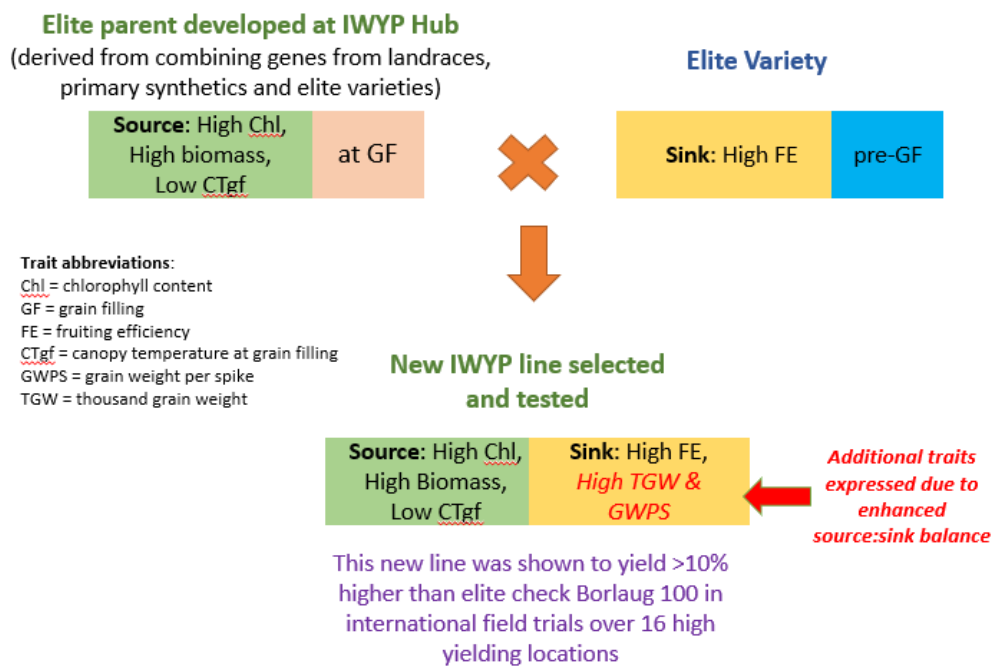 Elite parent developed at IWYP Hub
(derived from combining genes from landraces,
primary synthetics and elite varieties)
Elite Variety
Source: High Chl,
High biomass,
Low CTgf
at GF
Sink: High FE
pre-GF
Trait abbreviations:
Chl = chlorophyll content
GF = grain filling
FE = fruiting efficiency
CTgf = canopy temperature at grain filling
GWPS = grain weight per spike
TGW = thousand grain weight
New IWYP line selected
and tested
Source: High Chl,
High Biomass,
Low CTgf
Sink: High FE,
High TGW &
GWPS
Additional traits
expressed due to
enhanced
source:sink balance
This new line was shown to yield >10%
higher than elite check Borlaug 100 in
international field trials over 16 high
yielding locations